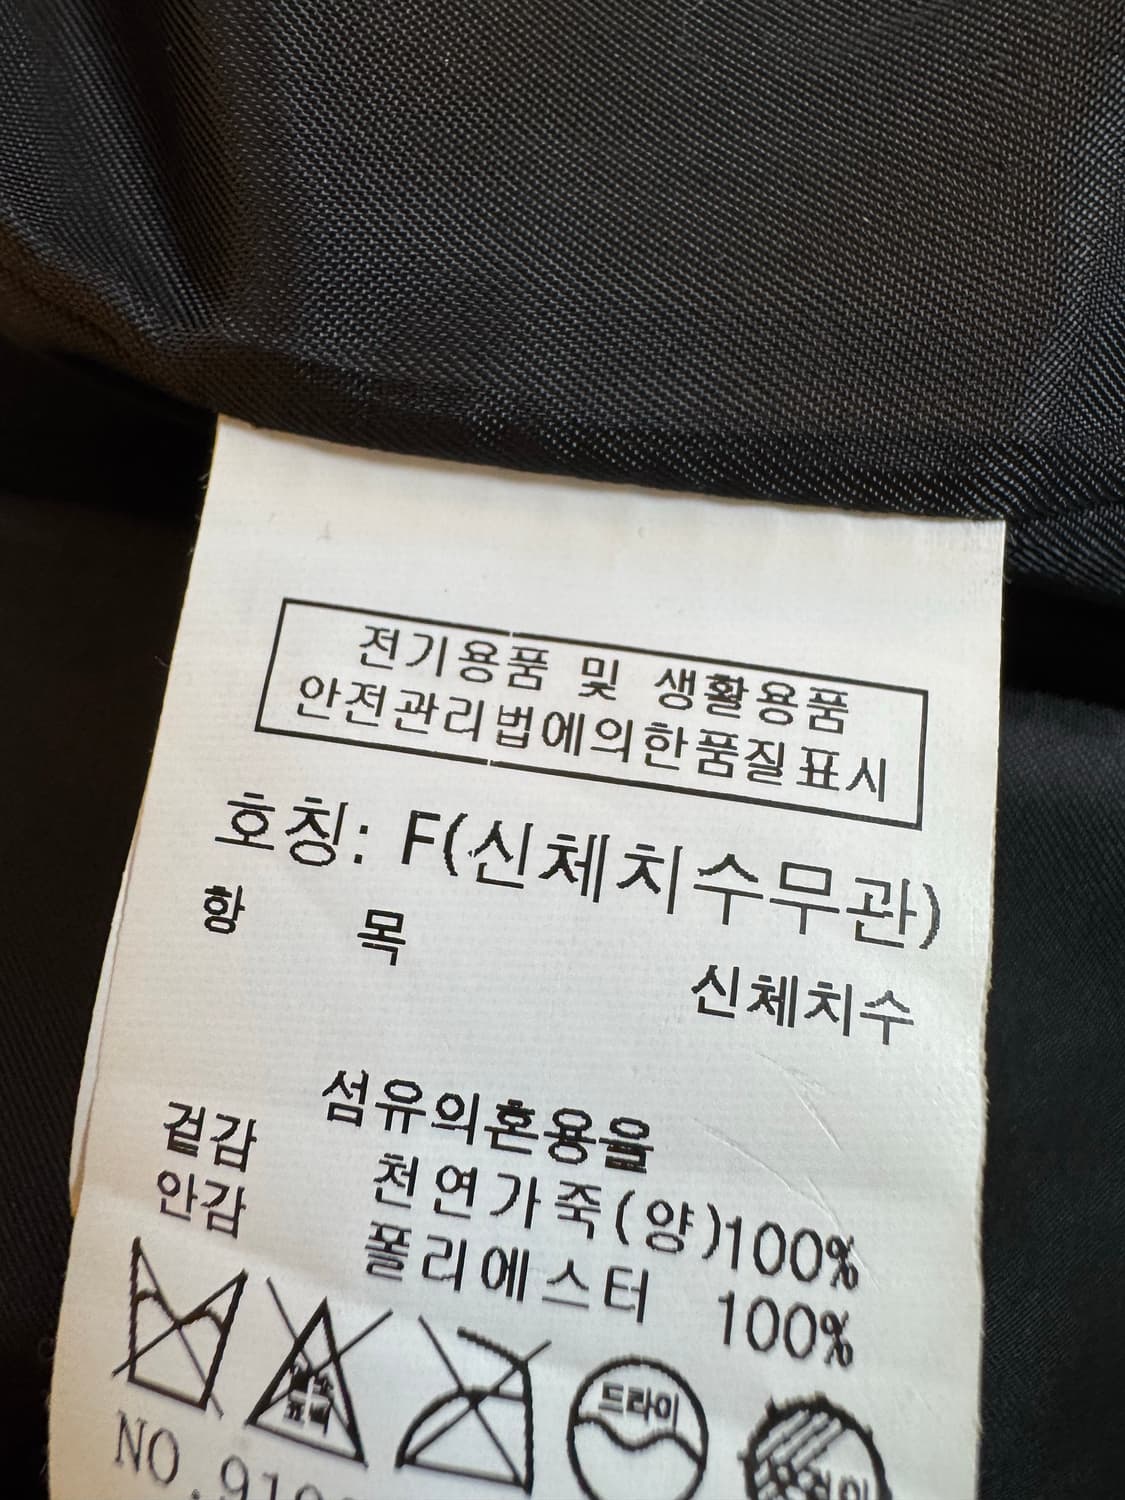 전기용품 및 생활용품
안전관리법에의한품질표시
호칭: F(신체치수무관)
항 목
신체치수
섬유의혼용율
겉감 천연가죽(양)100%
안감 폴리에스터 100%
드라이
NO.